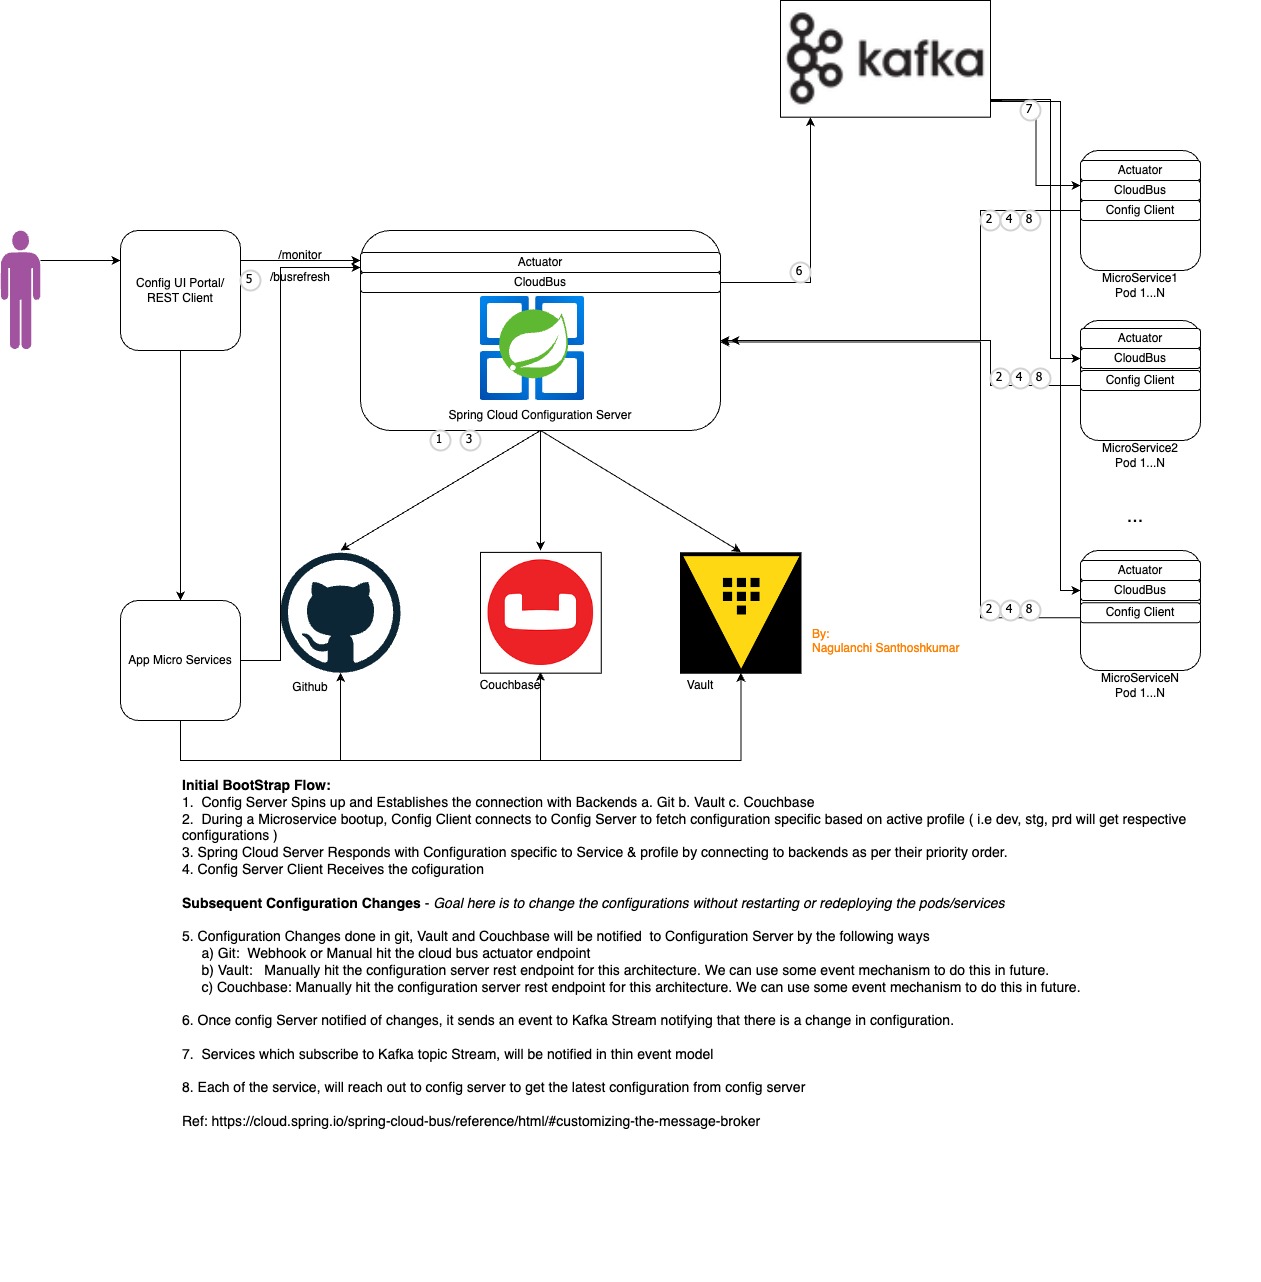 kafka
7
Actuator
CloudBus
Config Client
2 4 8
MicroService1
Pod 1...N
/monitor
5
/busrefresh
Config UI Portal/
REST Client
Actuator
CloudBus
6
Spring Cloud Configuration Server
1 3
Actuator
CloudBus
Config Client
2 4 8
MicroService2
Pod 1...N
...
Actuator
CloudBus
Config Client
2 4 8
MicroServiceN
Pod 1...N
App Micro Services
Github
Couchbase
Vault
By:
Nagulanchi Santhoshkumar
Initial BootStrap Flow:
1. Config Server Spins up and Establishes the connection with Backends a. Git b. Vault c. Couchbase
2. During a Microservice bootup, Config Client connects to Config Server to fetch configuration specific based on active profile ( i.e dev, stg, prd will get respective
configurations )
3. Spring Cloud Server Responds with Configuration specific to Service & profile by connecting to backends as per their priority order.
4. Config Server Client Receives the cofiguration
Subsequent Configuration Changes - Goal here is to change the configurations without restarting or redeploying the pods/services
5. Configuration Changes done in git, Vault and Couchbase will be notified to Configuration Server by the following ways
a) Git: Webhook or Manual hit the cloud bus actuator endpoint
b) Vault: Manually hit the configuration server rest endpoint for this architecture. We can use some event mechanism to do this in future.
c) Couchbase: Manually hit the configuration server rest endpoint for this architecture. We can use some event mechanism to do this in future.
6. Once config Server notified of changes, it sends an event to Kafka Stream notifying that there is a change in configuration.
7. Services which subscribe to Kafka topic Stream, will be notified in thin event model
8. Each of the service, will reach out to config server to get the latest configuration from config server
Ref: https://cloud.spring.io/spring-cloud-bus/reference/html/#customizing-the-message-broker